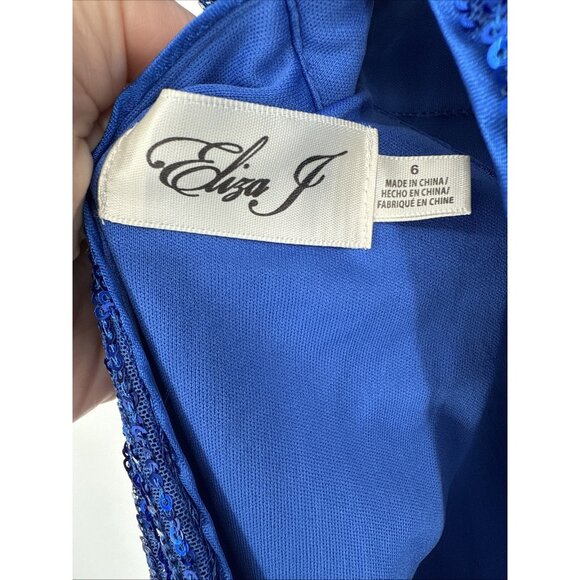 Eliza J
6
MADE IN CHINA/
HECHO EN CHINA/
FABRIQUÉ EN CHINE